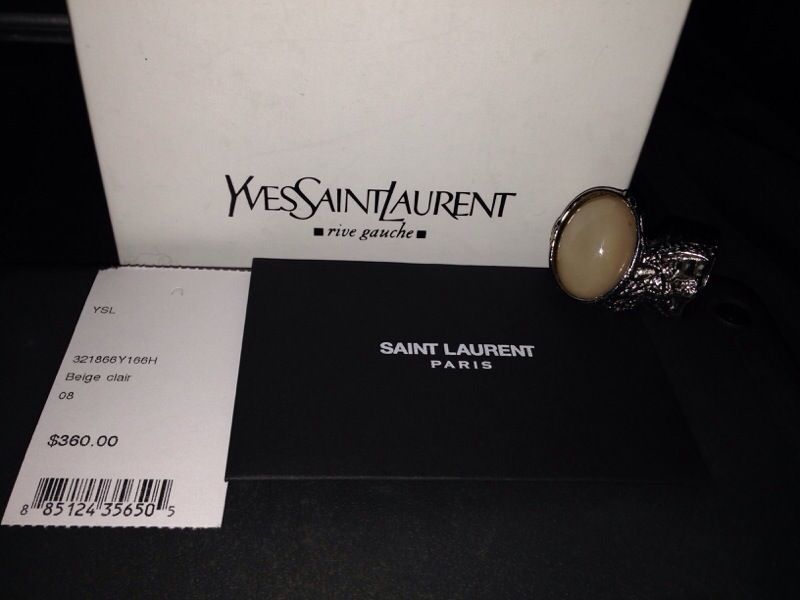 YVESSAINTLAURENT
▪rive gauche▪
SAINT LAURENT
PARIS
YSL
321866Y166H
Beige clair
08
$360.00
8 85124 35650 5